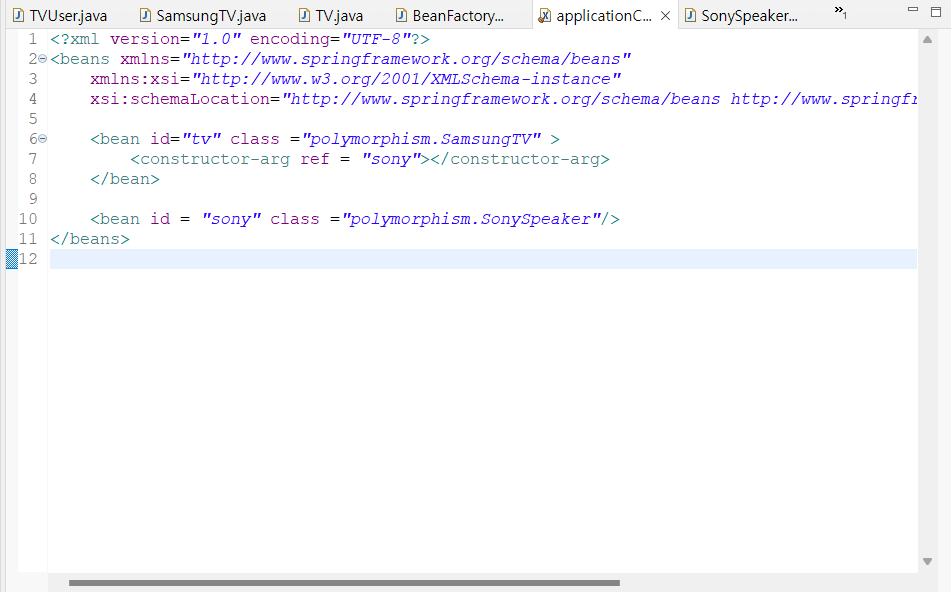 TVUser.java SamsungTV.java TV.java BeanFactory... applicationC... SonySpeaker... »1
1 <?xml version="1.0" encoding="UTF-8"?>
2 <beans xmlns="http://www.springframework.org/schema/beans"
3 xmlns:xsi="http://www.w3.org/2001/XMLSchema-instance"
4 xsi:schemaLocation="http://www.springframework.org/schema/beans http://www.springfr
5
6 <bean id="tv" class ="polymorphism.SamsungTV" >
7 <constructor-arg ref = "sony"></constructor-arg>
8 </bean>
9
10 <bean id = "sony" class ="polymorphism.SonySpeaker"/>
11 </beans>
12